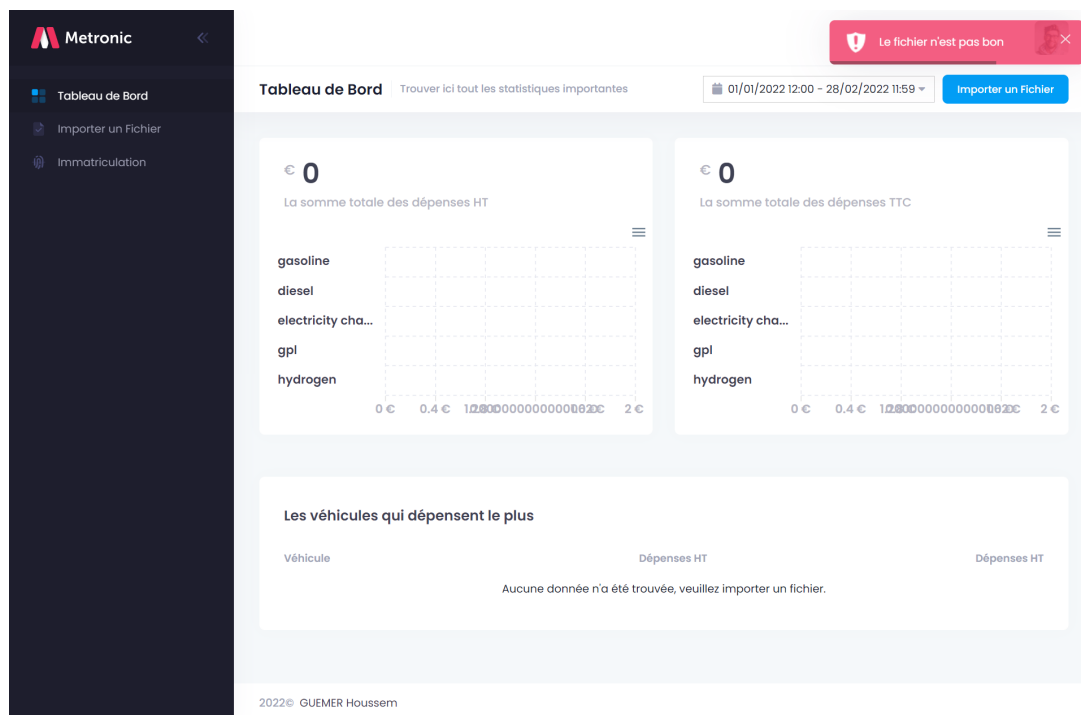 Metronic
Le fichier n'est pas bon
Tableau de Bord
Importer un Fichier
Immatriculation
Tableau de Bord Trouver ici tout les statistiques importantes
01/01/2022 12:00 - 28/02/2022 11:59
Importer un Fichier
€ 0
La somme totale des dépenses HT
gasoline
diesel
electricity cha...
gpl
hydrogen
0 € 0.4 € 2 €
€ 0
La somme totale des dépenses TTC
gasoline
diesel
electricity cha...
gpl
hydrogen
0 € 0.4 € 2 €
Les véhicules qui dépensent le plus
Véhicule Dépenses HT Dépenses HT
Aucune donnée n'a été trouvée, veuillez importer un fichier.
2022© GUEMER Houssem